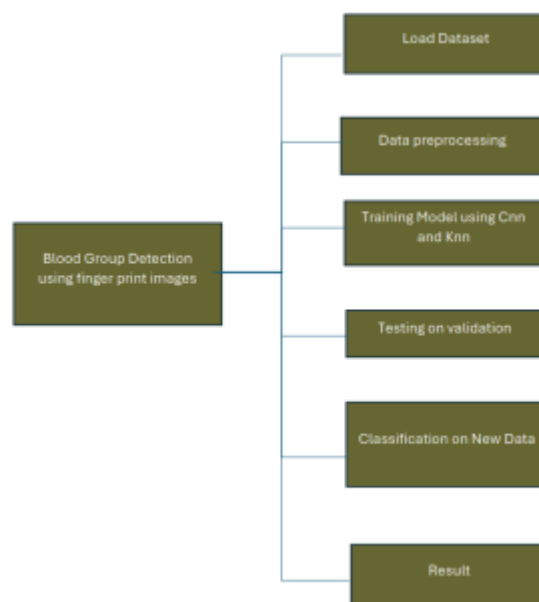 Load Dataset
Data preprocessing
Training Model using Cnn
and Knn
Blood Group Detection
using finger print images
Testing on validation
Classification on New Data
Result